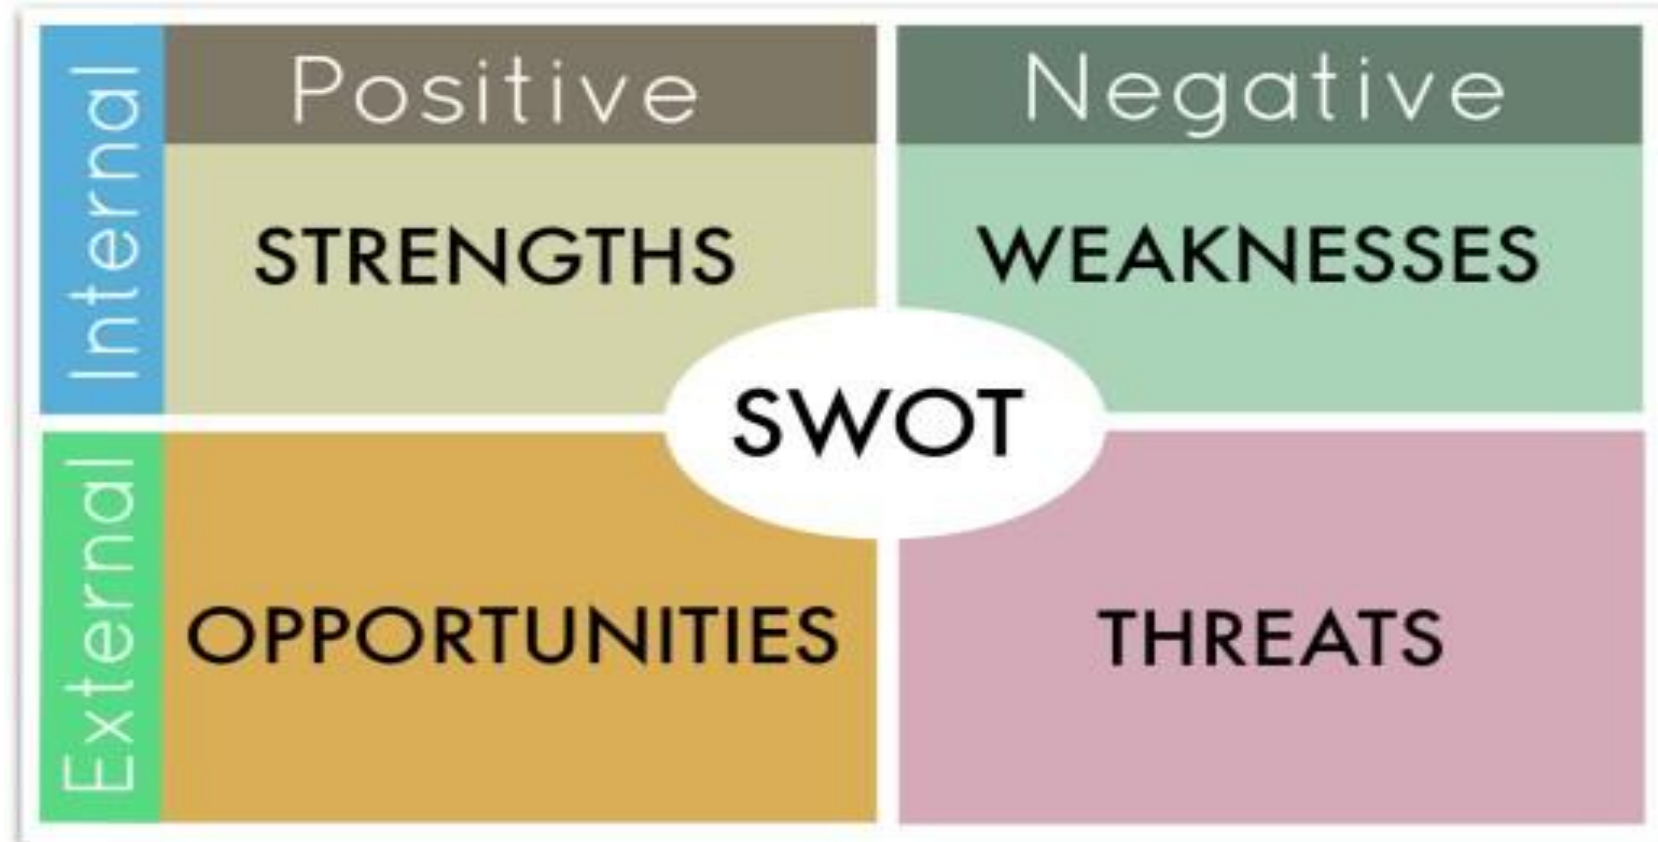 Positive
Negative
Internal
STRENGTHS
WEAKNESSES
SWOT
External
OPPORTUNITIES
THREATS